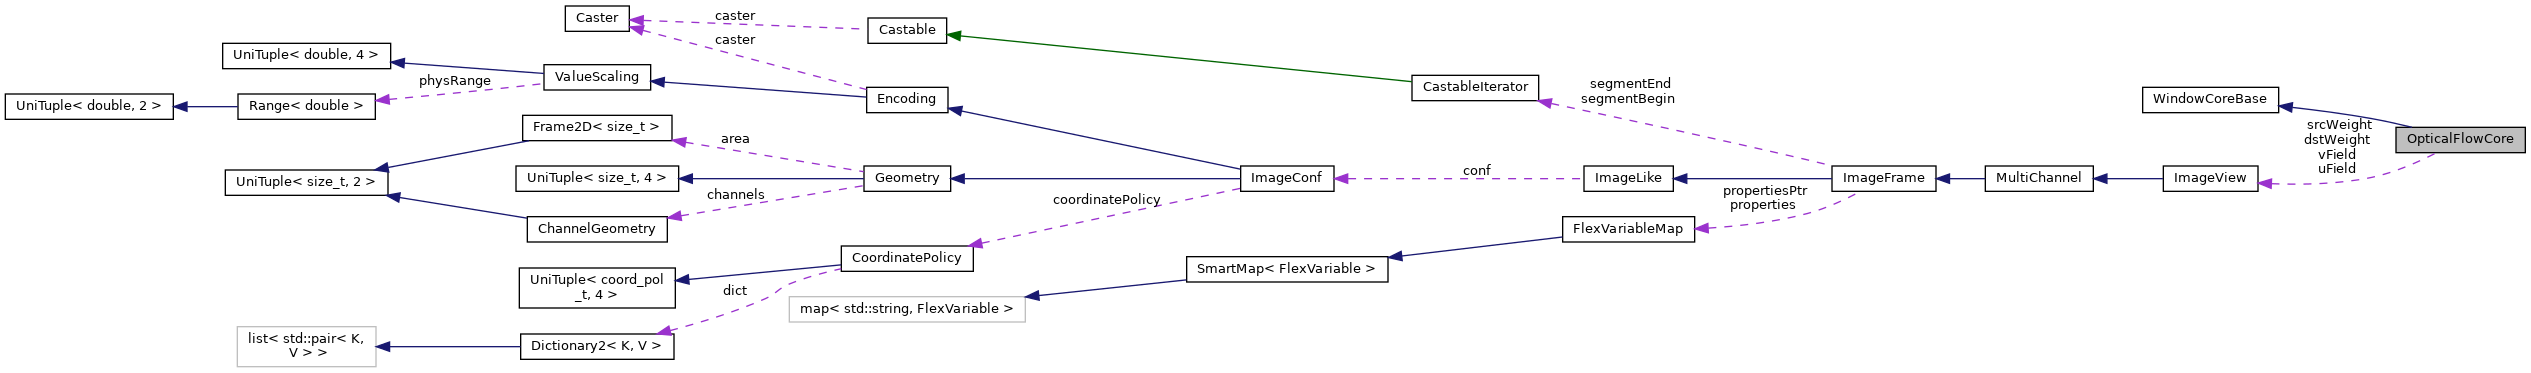 Caster
caster
Castable
caster
UniTuple< double, 4 >
ValueScaling
physRange
UniTuple< double, 2 >
Range< double >
Encoding
CastableIterator
segmentEnd
segmentBegin
WindowCoreBase
OpticalFlowCore
srcWeight
dstWeight
vField
uField
Frame2D< size_t >
area
UniTuple< size_t, 2 >
UniTuple< size_t, 4 >
Geometry
ImageConf
conf
ImageLike
ImageFrame
MultiChannel
ImageView
channels
coordinatePolicy
propertiesPtr
properties
ChannelGeometry
FlexVariableMap
CoordinatePolicy
SmartMap< FlexVariable >
UniTuple< coord_pol
_t, 4 >
dict
map< std::string, FlexVariable >
list< std::pair< K,
V > >
Dictionary2< K, V >